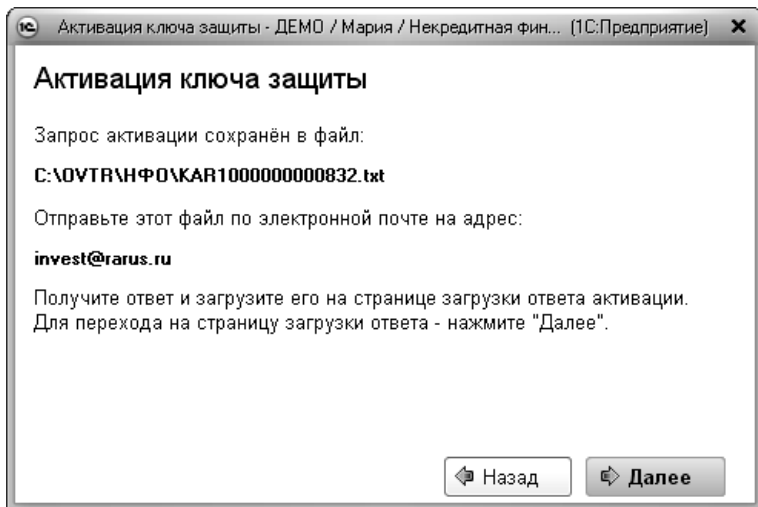 1С Активация ключа защиты - ДЕМО / Мария / Некредитная фин... (1С:Предприятие)
Активация ключа защиты
Запрос активации сохранён в файл:
C:\OVTR\НФО\KAR1000000000832.txt
Отправьте этот файл по электронной почте на адрес:
invest@rarus.ru
Получите ответ и загрузите его на странице загрузки ответа активации.
Для перехода на страницу загрузки ответа - нажмите "Далее".
Назад
Далее